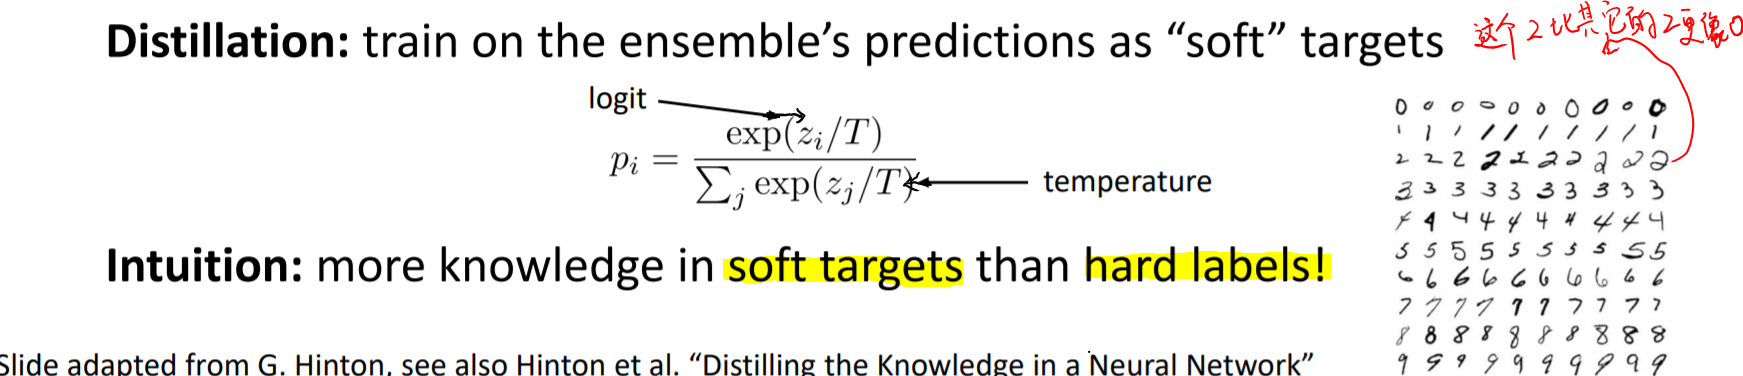 Distillation: train on the ensemble's predictions as "soft" targets
这个2比其它的2更像0
logit
p_i = exp(z_i/T) / ∑_j exp(z_j/T)
temperature
Intuition: more knowledge in soft targets than hard labels!
0 0 0 0 0 0 0 0 0 0
1 1 1 1 1 1 1 1 1 1
2 2 2 2 2 2 2 2 2 2
3 3 3 3 3 3 3 3 3 3
4 4 4 4 4 4 4 4 4 4
5 5 5 5 5 5 5 5 5 5
6 6 6 6 6 6 6 6 6 6
7 7 7 7 7 7 7 7 7 7
8 8 8 8 8 8 8 8 8 8
9 9 9 9 9 9 9 9 9 9
Slide adapted from G. Hinton, see also Hinton et al. "Distilling the Knowledge in a Neural Network"